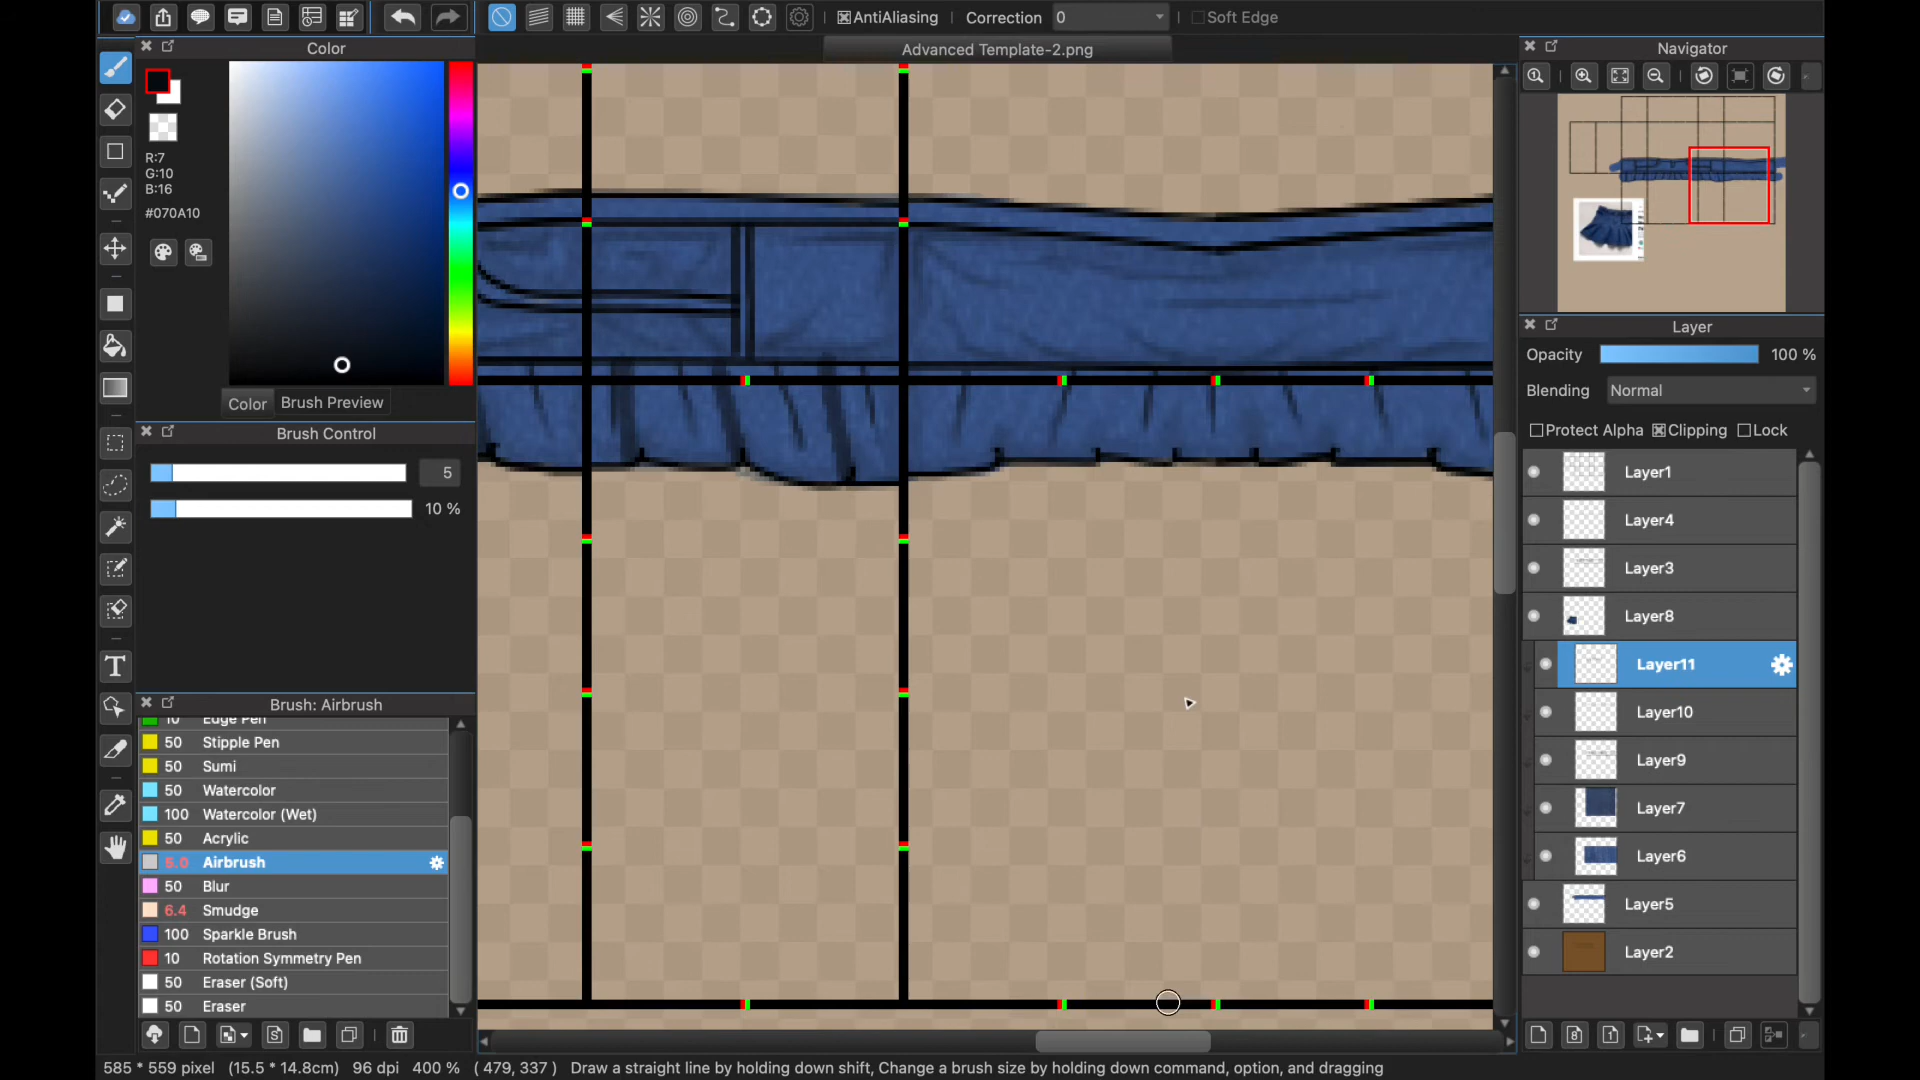 AntiAliasing
Correction
0
Soft Edge
Color
Advanced Template-2.png
Navigator
R:7
G:10
B:16
#070A10
Color
Brush Preview
Brush Control
5
10 %
Layer
Opacity
100 %
Blending
Normal
Protect Alpha
Clipping
Lock
Layer1
Layer4
Layer3
Layer8
Layer11
Layer10
Layer9
Layer7
Layer6
Layer5
Layer2
Brush: Airbrush
10 Edge Pen
50 Stipple Pen
50 Sumi
50 Watercolor
100 Watercolor (Wet)
50 Acrylic
5.0 Airbrush
50 Blur
6.4 Smudge
100 Sparkle Brush
10 Rotation Symmetry Pen
50 Eraser (Soft)
50 Eraser
585 * 559 pixel (15.5 * 14.8cm) 96 dpi 400 % ( 479, 337 ) Draw a straight line by holding down shift, Change a brush size by holding down command, option, and dragging